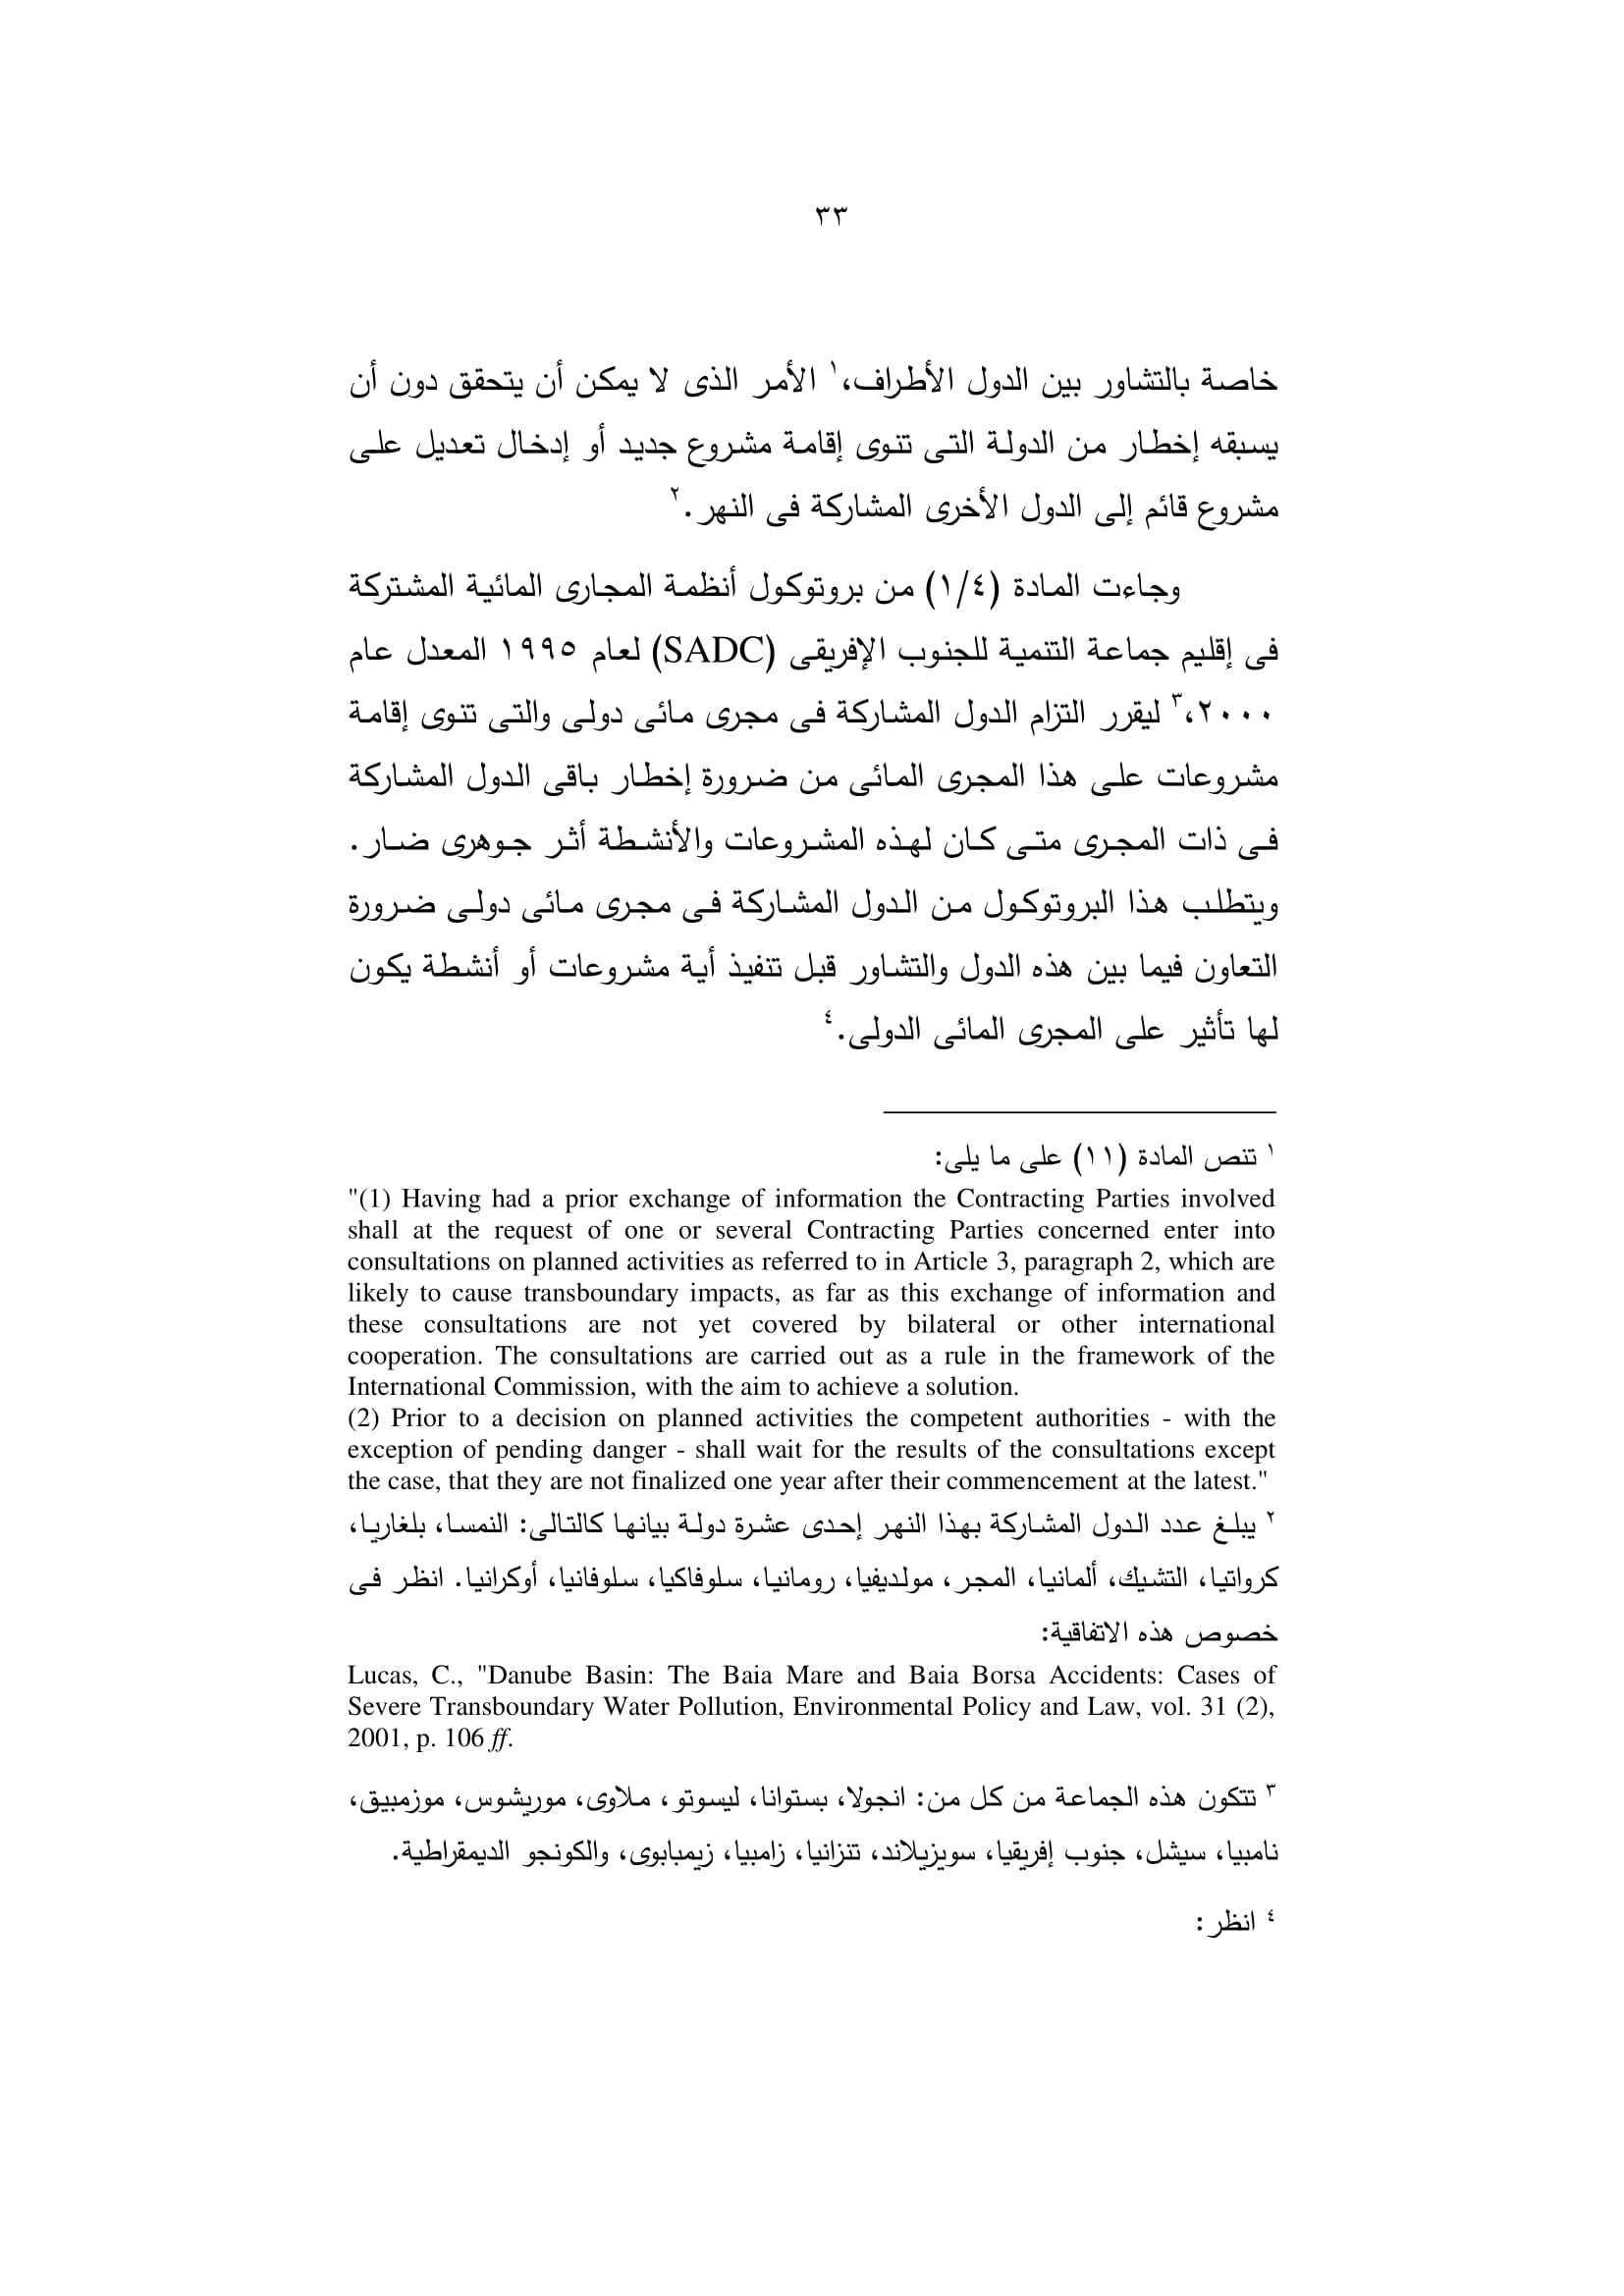 ٣٣
خاصة بالتشاور بين الدول الأطراف،١ الأمر الذى لا يمكن أن يتحقق دون أن
يسبقه إخطار من الدولة التى تنوى إقامة مشروع جديد أو إدخال تعديل على
مشروع قائم إلى الدول الأخرى المشاركة فى النهر.٢
وجاءت المادة (١/٤) من بروتوكول أنظمة المجارى المائية المشتركة
فى إقليم جماعة التنمية للجنوب الإفريقى (SADC) لعام ١٩٩٥ المعدل عام
٢٠٠٠،٣ ليقرر التزام الدول المشاركة فى مجرى مائى دولى والتى تنوى إقامة
مشروعات على هذا المجرى المائى من ضرورة إخطار باقى الدول المشاركة
فى ذات المجرى متى كان لهذه المشروعات والأنشطة أثر جوهرى ضار.
ويتطلب هذا البروتوكول من الدول المشاركة فى مجرى مائى دولى ضرورة
التعاون فيما بين هذه الدول والتشاور قبل تنفيذ أية مشروعات أو أنشطة يكون
لها تأثير على المجرى المائى الدولى.٤
١ تنص المادة (١١) على ما يلى:
"(1) Having had a prior exchange of information the Contracting Parties involved
shall at the request of one or several Contracting Parties concerned enter into
consultations on planned activities as referred to in Article 3, paragraph 2, which are
likely to cause transboundary impacts, as far as this exchange of information and
these consultations are not yet covered by bilateral or other international
cooperation. The consultations are carried out as a rule in the framework of the
International Commission, with the aim to achieve a solution.
(2) Prior to a decision on planned activities the competent authorities - with the
exception of pending danger - shall wait for the results of the consultations except
the case, that they are not finalized one year after their commencement at the latest."
٢ يبلغ عدد الدول المشاركة بهذا النهر إحدى عشرة دولة بيانها كالتالى: النمسا، بلغاريا،
كرواتيا، التشيك، ألمانيا، المجر، مولديفيا، رومانيا، سلوفاكيا، سلوفانيا، أوكرانيا. انظر فى
خصوص هذه الاتفاقية:
Lucas, C., "Danube Basin: The Baia Mare and Baia Borsa Accidents: Cases of
Severe Transboundary Water Pollution, Environmental Policy and Law, vol. 31 (2),
2001, p. 106 ff.
٣ تتكون هذه الجماعة من كل من: انجولا، بستوانا، ليسوتو، ملاوى، موريشوس، موزمبيق،
نامبيا، سيشل، جنوب إفريقيا، سويزيلاند، تنزانيا، زامبيا، زيمبابوى، والكونجو الديمقراطية.
٤ انظر: